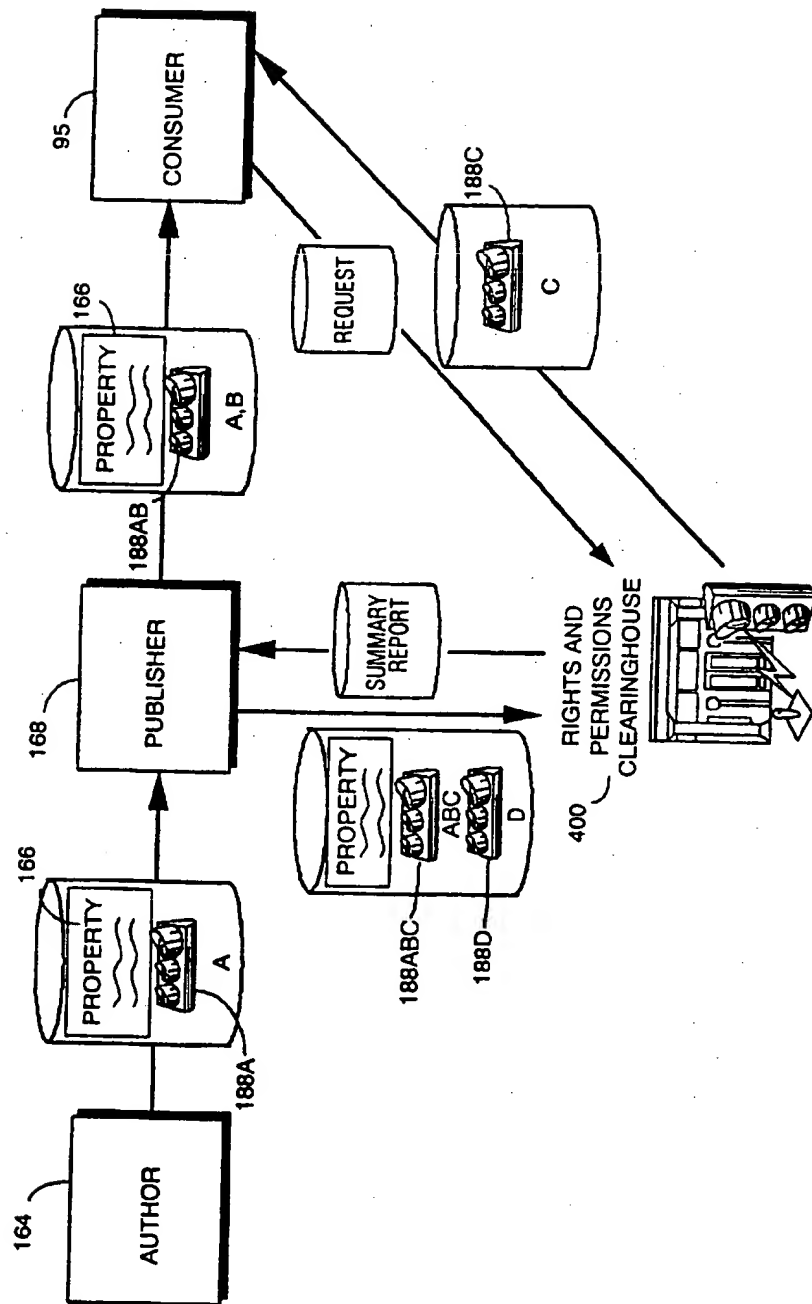 164
AUTHOR
166
PROPERTY
A
188A
168
PUBLISHER
188AB
166
PROPERTY
A,B
95
CONSUMER
PROPERTY
188ABC
ABC
188D
D
SUMMARY
REPORT
REQUEST
188C
C
400
RIGHTS AND
PERMISSIONS
CLEARINGHOUSE